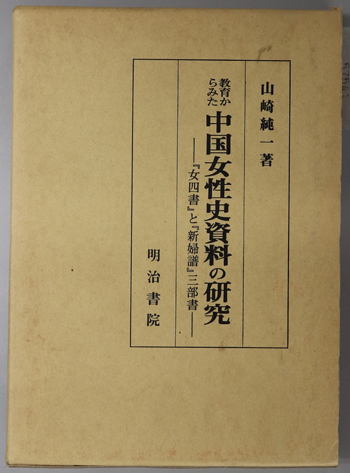 山崎純一著
教育か
らみた
中国女性史資料の研究
―『女四書』と『新婦譜』三部書―
明治書院